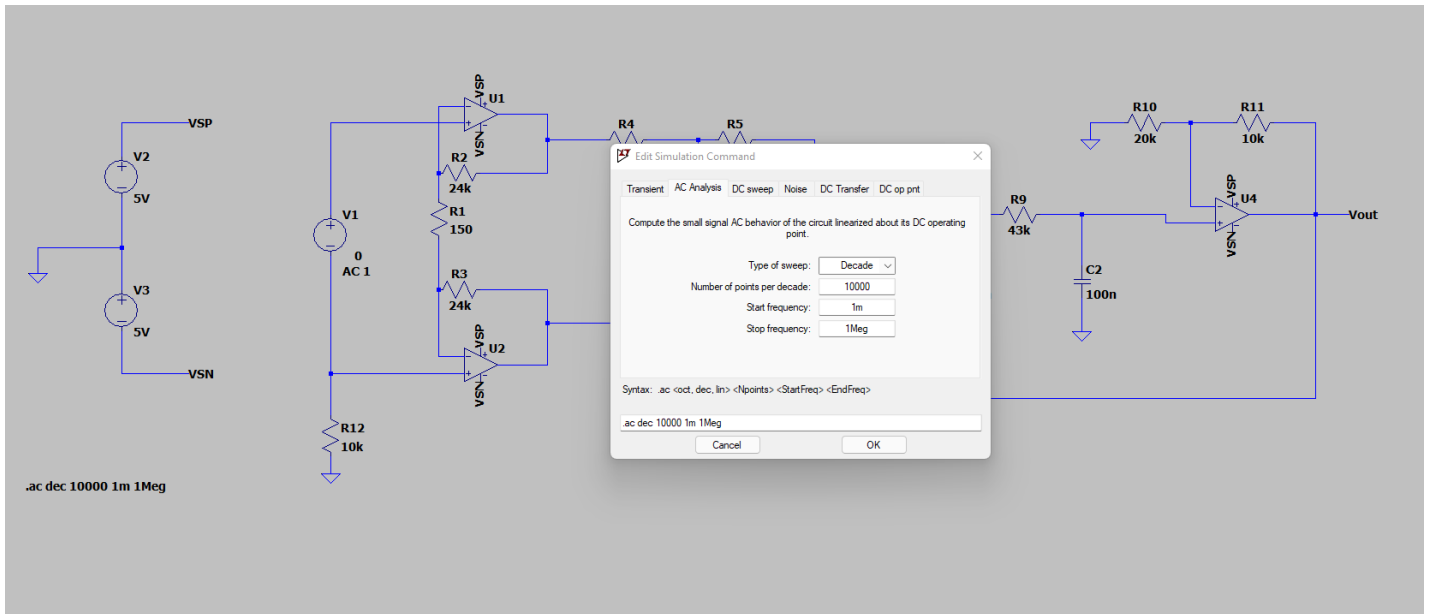 VSP
V2
5V
V3
5V
VSN
V1
0
AC 1
R12
10k
.ac dec 10000 1m 1Meg
VSP
U1
VSN
R2
24k
R1
150
R3
24k
VSP
U2
VSN
R4
R5
Edit Simulation Command
Transient AC Analysis DC sweep Noise DC Transfer DC op pnt
Compute the small signal AC behavior of the circuit linearized about its DC operating
point.
Type of sweep: Decade
Number of points per decade: 10000
Start frequency: 1m
Stop frequency: 1Meg
Syntax: .ac <oct, dec, lin> <Npoints> <StartFreq> <EndFreq>
.ac dec 10000 1m 1Meg
Cancel OK
R9
43k
C2
100n
R10
20k
R11
10k
VSP
U4
VSN
Vout